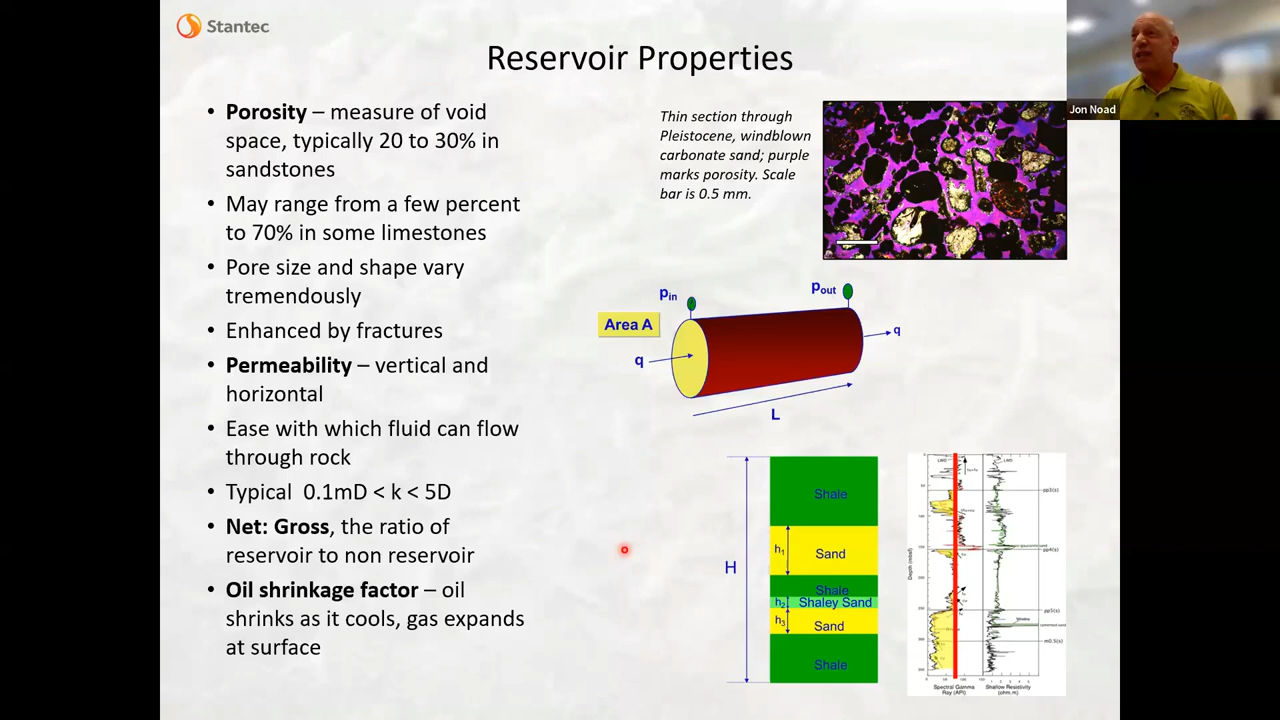 Stantec
Reservoir Properties
Jon Noad
• Porosity – measure of void
space, typically 20 to 30% in
sandstones
• May range from a few percent
to 70% in some limestones
• Pore size and shape vary
tremendously
• Enhanced by fractures
• Permeability – vertical and
horizontal
• Ease with which fluid can flow
through rock
• Typical 0.1mD < k < 5D
• Net: Gross, the ratio of
reservoir to non reservoir
• Oil shrinkage factor – oil
shrinks as it cools, gas expands
at surface
Thin section through
Pleistocene, windblown
carbonate sand; purple
marks porosity. Scale
bar is 0.5 mm.
pin
pout
Area A
q
q
L
H
Shale
h1
Sand
Shale
h2
Shaley Sand
h3
Sand
Shale
Depth (mbsf)
Spectral Gamma
Ray (API)
Shallow Resistivity
(ohm.m)